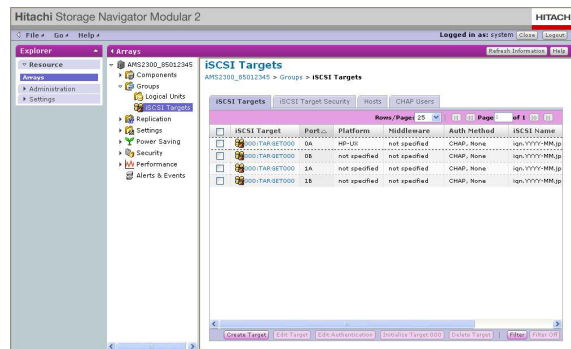 Hitachi Storage Navigator Modular 2
HITACHI
File Go Help
Logged in as: system Close Logout
Explorer
Arrays
Refresh Information Help
Resource
Arrays
Administration
Settings
AMS2300_85012345
Components
Groups
Logical Units
iSCSI Targets
Replication
Settings
Power Saving
Security
Performance
Alerts & Events
iSCSI Targets
AMS2300_85012345 > Groups > iSCSI Targets
iSCSI Targets iSCSI Target Security Hosts CHAP Users
Rows/Page: 25 Page 1 of 1
iSCSI Target Port Platform Middleware Auth Method iSCSI Name
000:TARGET000 0A HP-UX not specified CHAP, None iqn.YYYY-MM.jp
000:TARGET000 0B not specified not specified CHAP, None iqn.YYYY-MM.jp
000:TARGET000 1A not specified not specified CHAP, None iqn.YYYY-MM.jp
000:TARGET000 1B not specified not specified CHAP, None iqn.YYYY-MM.jp
Create Target Edit Target Edit Authentication Initialize Target 000 Delete Target Filter Filter Off